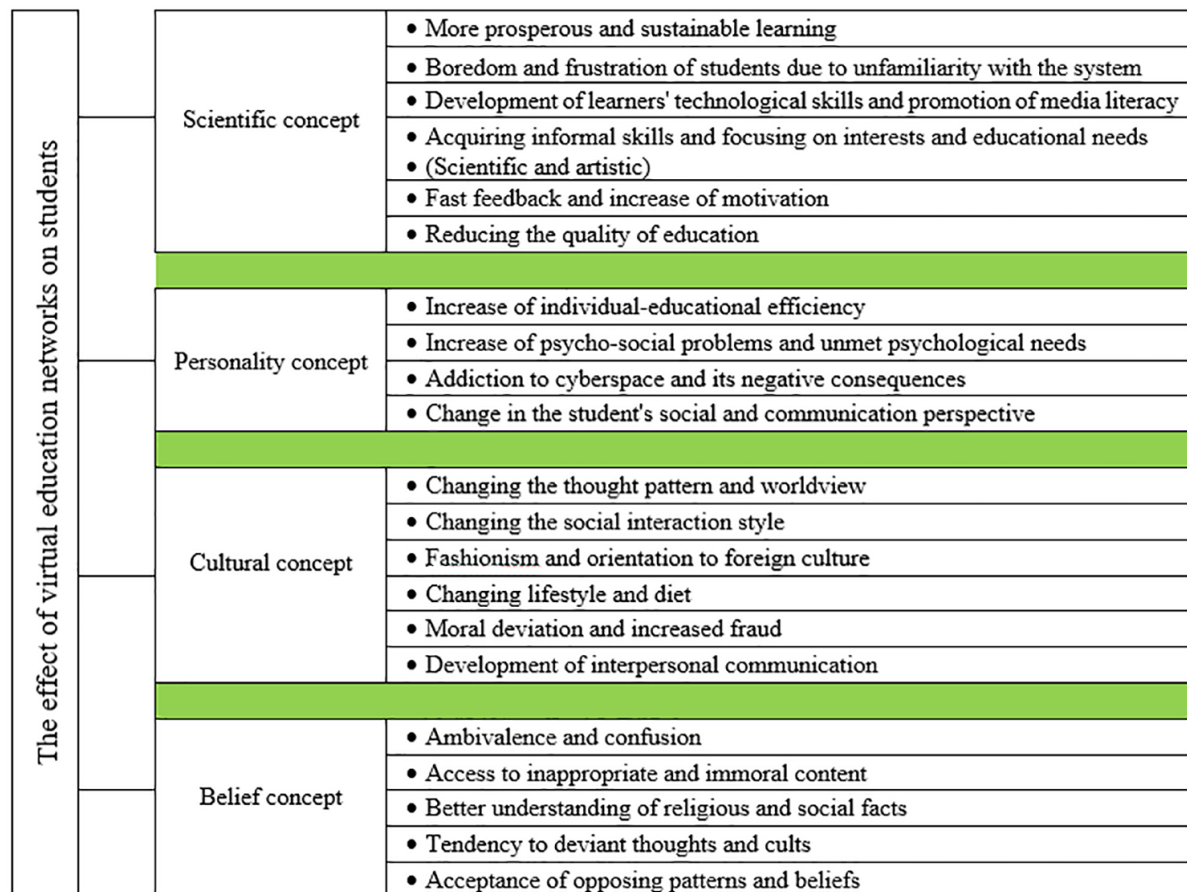 The effect of virtual education networks on students
Scientific concept
• More prosperous and sustainable learning
• Boredom and frustration of students due to unfamiliarity with the system
• Development of learners' technological skills and promotion of media literacy
• Acquiring informal skills and focusing on interests and educational needs
• (Scientific and artistic)
• Fast feedback and increase of motivation
• Reducing the quality of education
Personality concept
• Increase of individual-educational efficiency
• Increase of psycho-social problems and unmet psychological needs
• Addiction to cyberspace and its negative consequences
• Change in the student's social and communication perspective
Cultural concept
• Changing the thought pattern and worldview
• Changing the social interaction style
• Fashionism and orientation to foreign culture
• Changing lifestyle and diet
• Moral deviation and increased fraud
• Development of interpersonal communication
Belief concept
• Ambivalence and confusion
• Access to inappropriate and immoral content
• Better understanding of religious and social facts
• Tendency to deviant thoughts and cults
• Acceptance of opposing patterns and beliefs